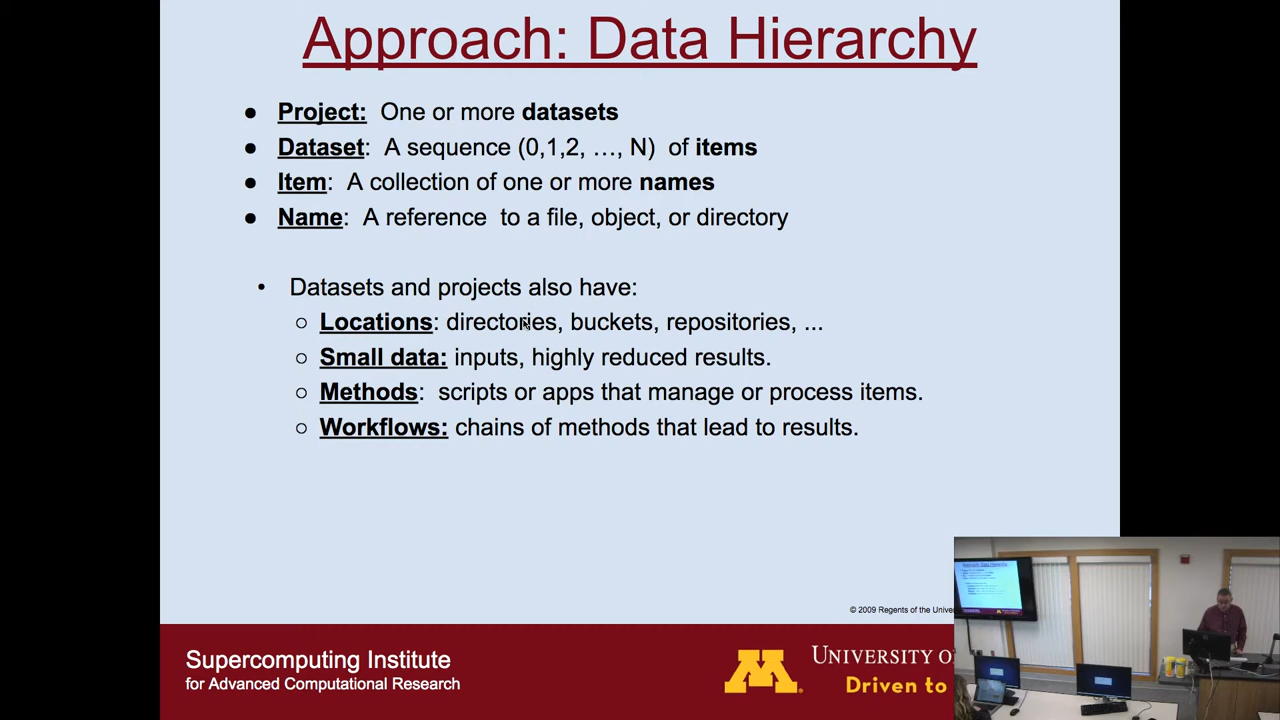 Approach: Data Hierarchy
● Project: One or more datasets
● Dataset: A sequence (0,1,2, …, N) of items
● Item: A collection of one or more names
● Name: A reference to a file, object, or directory
• Datasets and projects also have:
○ Locations: directories, buckets, repositories, ...
○ Small data: inputs, highly reduced results.
○ Methods: scripts or apps that manage or process items.
○ Workflows: chains of methods that lead to results.
© 2009 Regents of the
Supercomputing Institute
for Advanced Computational Research
M
UNIVERSITY
Driven to
Approach: Data Hierarchy